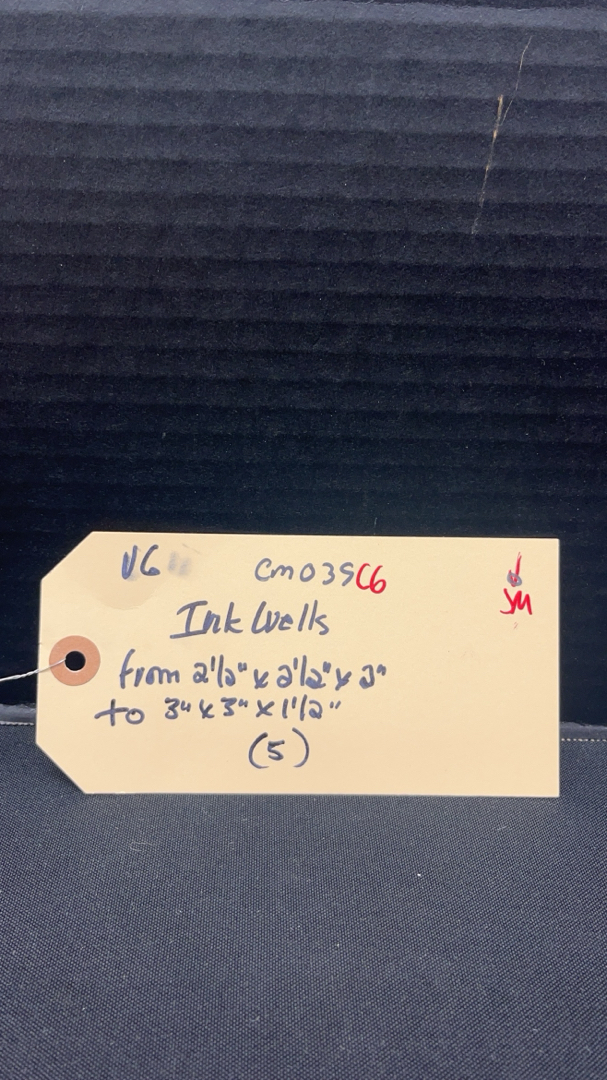 VG CM039C6
JM
Ink Wells
from 2 1/2" x 2 1/2" x 2"
to 3" x 3" x 1 1/2"
(5)